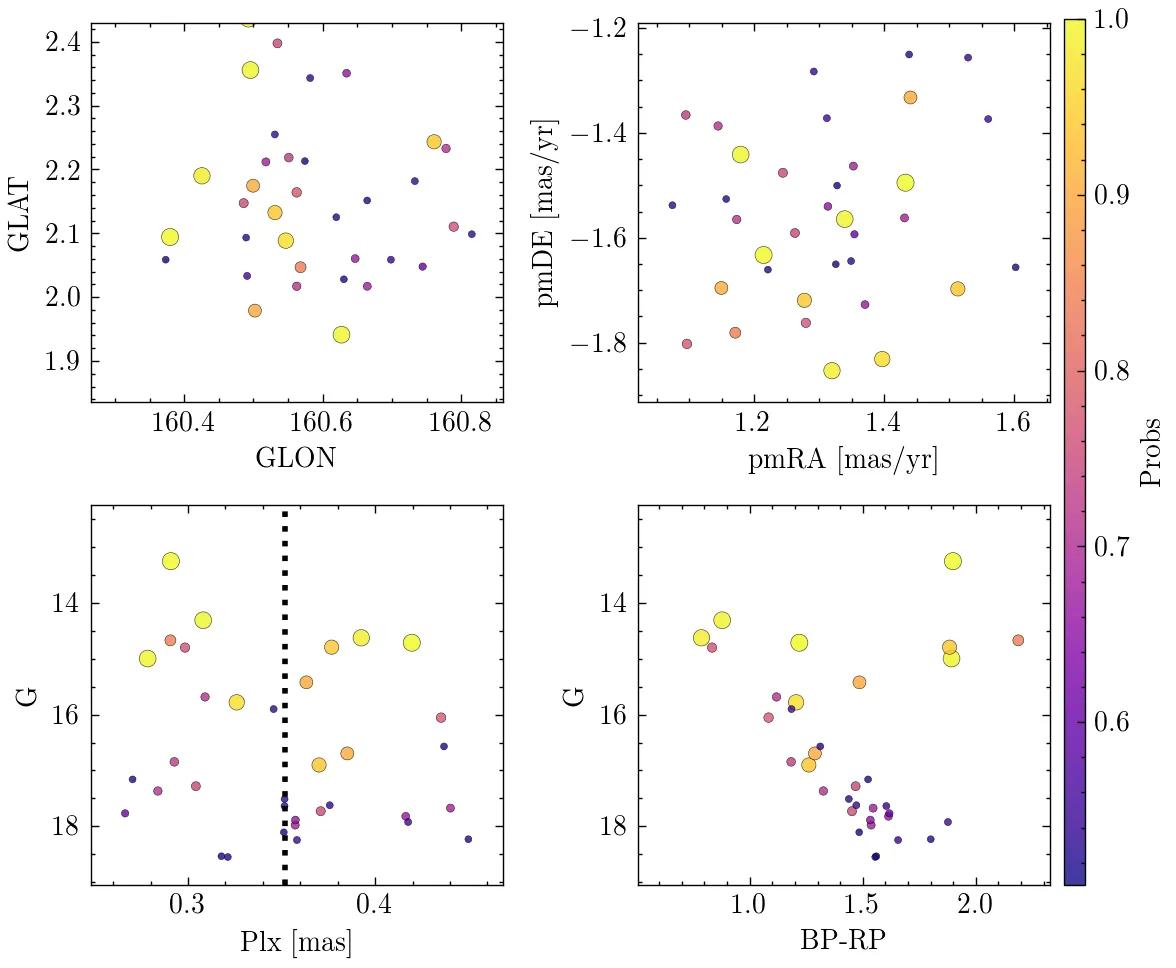 2.4
2.3
2.2
2.1
2.0
1.9
GLAT
160.4 160.6 160.8
GLON
−1.2
−1.4
−1.6
−1.8
pmDE [mas/yr]
1.2 1.4 1.6
pmRA [mas/yr]
1.0
0.9
0.8
0.7
0.6
Probs
14
16
18
G
0.3 0.4
Plx [mas]
14
16
18
G
1.0 1.5 2.0
BP-RP